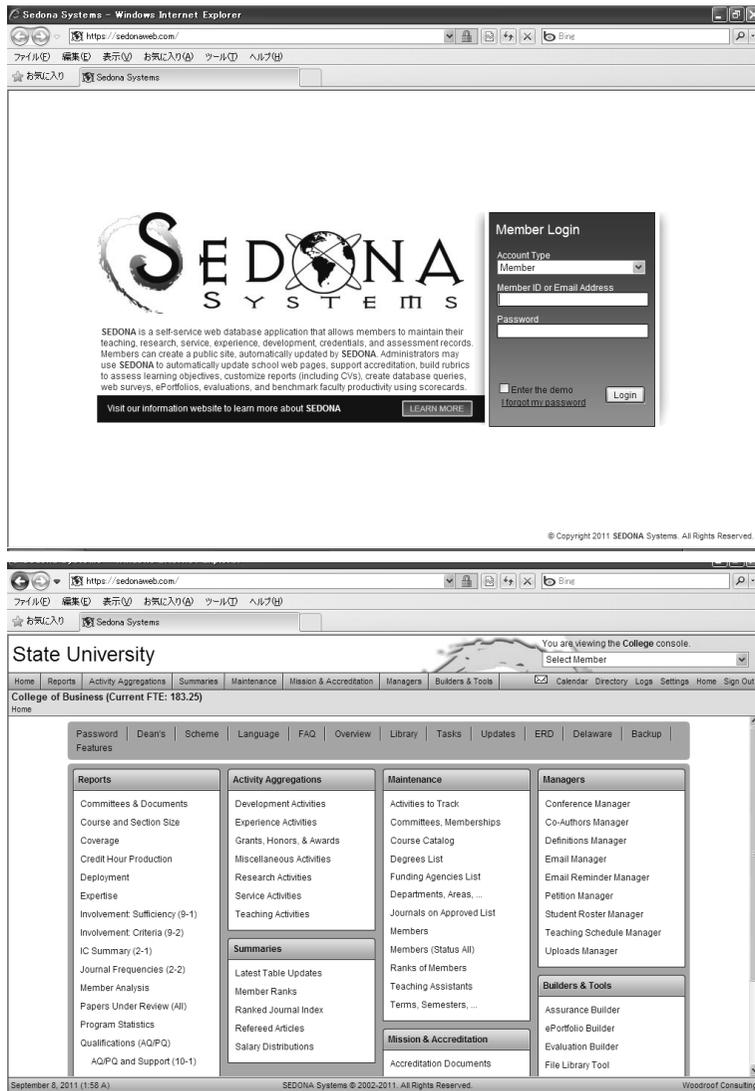 Sedona Systems - Windows Internet Explorer
https://sedonaweb.com/
Bing
ファイル(F) 編集(E) 表示(V) お気に入り(A) ツール(T) ヘルプ(H)
お気に入り Sedona Systems
SEDONA
SYSTEMS
SEDONA is a self-service web database application that allows members to maintain their
teaching, research, service, experience, development, credentials, and assessment records.
Members can create a public site, automatically updated by SEDONA. Administrators may
use SEDONA to automatically update school web pages, support accreditation, build rubrics
to assess learning objectives, customize reports (including CVs), create database queries,
web surveys, ePortfolios, evaluations, and benchmark faculty productivity using scorecards.
Visit our information website to learn more about SEDONA LEARN MORE
Member Login
Account Type
Member
Member ID or Email Address
Password
Enter the demo
I forgot my password
Login
© Copyright 2011 SEDONA Systems. All Rights Reserved.
https://sedonaweb.com/
Bing
ファイル(F) 編集(E) 表示(V) お気に入り(A) ツール(T) ヘルプ(H)
お気に入り Sedona Systems
State University
You are viewing the College console.
Select Member
Home Reports Activity Aggregations Summaries Maintenance Mission & Accreditation Managers Builders & Tools Calendar Directory Logs Settings Home Sign Out
College of Business (Current FTE: 183.25)
Home
Password | Dean's | Scheme | Language | FAQ | Overview | Library | Tasks | Updates | ERD | Delaware | Backup |
Features
Reports
Committees & Documents
Course and Section Size
Coverage
Credit Hour Production
Deployment
Expertise
Involvement: Sufficiency (9-1)
Involvement: Criteria (9-2)
IC Summary (2-1)
Journal Frequencies (2-2)
Member Analysis
Papers Under Review (All)
Program Statistics
Qualifications (AQ/PQ)
AQ/PQ and Support (10-1)
Activity Aggregations
Development Activities
Experience Activities
Grants, Honors, & Awards
Miscellaneous Activities
Research Activities
Service Activities
Teaching Activities
Summaries
Latest Table Updates
Member Ranks
Ranked Journal Index
Refereed Articles
Salary Distributions
Maintenance
Activities to Track
Committees, Memberships
Course Catalog
Degrees List
Funding Agencies List
Departments, Areas, ...
Journals on Approved List
Members
Members (Status All)
Ranks of Members
Teaching Assistants
Terms, Semesters, ...
Mission & Accreditation
Accreditation Documents
Managers
Conference Manager
Co-Authors Manager
Definitions Manager
Email Manager
Email Reminder Manager
Petition Manager
Student Roster Manager
Teaching Schedule Manager
Uploads Manager
Builders & Tools
Assurance Builder
ePortfolio Builder
Evaluation Builder
File Library Tool
September 8, 2011 (1:58 A) SEDONA Systems © 2002-2011. All Rights Reserved. Woodroof Consulting